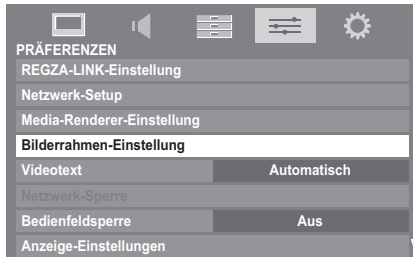 PRÄFERENZEN
REGZA-LINK-Einstellung
Netzwerk-Setup
Media-Renderer-Einstellung
Bilderrahmen-Einstellung
Videotext Automatisch
Netzwerk-Sperre
Bedienfeldsperre Aus
Anzeige-Einstellungen